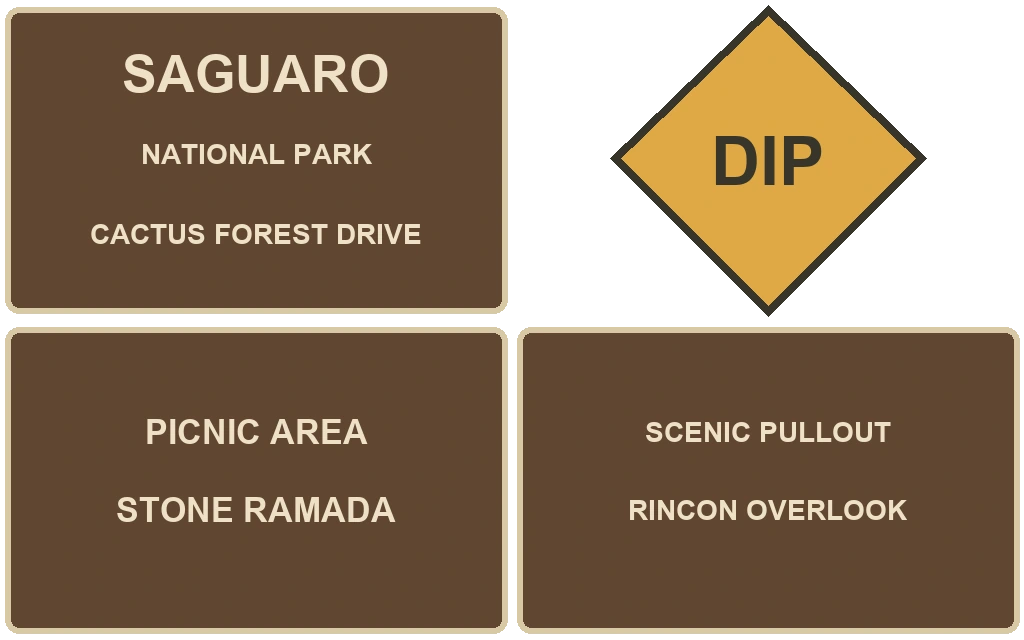 SAGUARO
NATIONAL PARK
CACTUS FOREST DRIVE
DIP
PICNIC AREA
STONE RAMADA
SCENIC PULLOUT
RINCON OVERLOOK